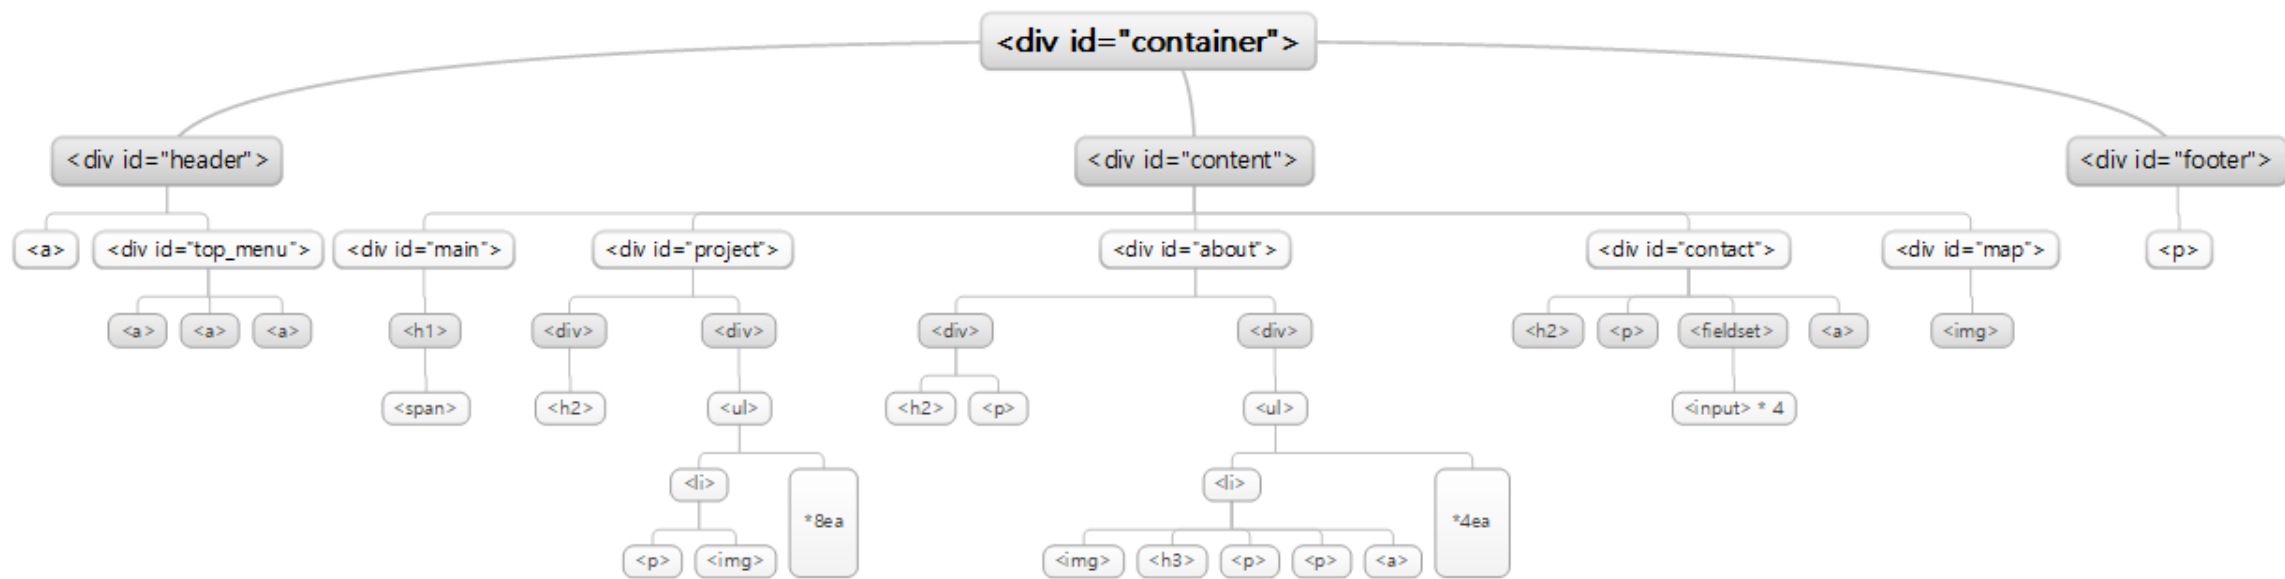 <div id="container">
<div id="header">
<div id="content">
<div id="footer">
<a>
<div id="top_menu">
<div id="main">
<div id="project">
<div id="about">
<div id="contact">
<div id="map">
<p>
<a>
<a>
<a>
<h1>
<div>
<div>
<div>
<div>
<h2>
<p>
<fieldset>
<a>
<img>
<span>
<h2>
<ul>
<h2>
<p>
<ul>
<input> * 4
<li>
*8ea
<li>
*4ea
<p>
<img>
<img>
<h3>
<p>
<p>
<a>